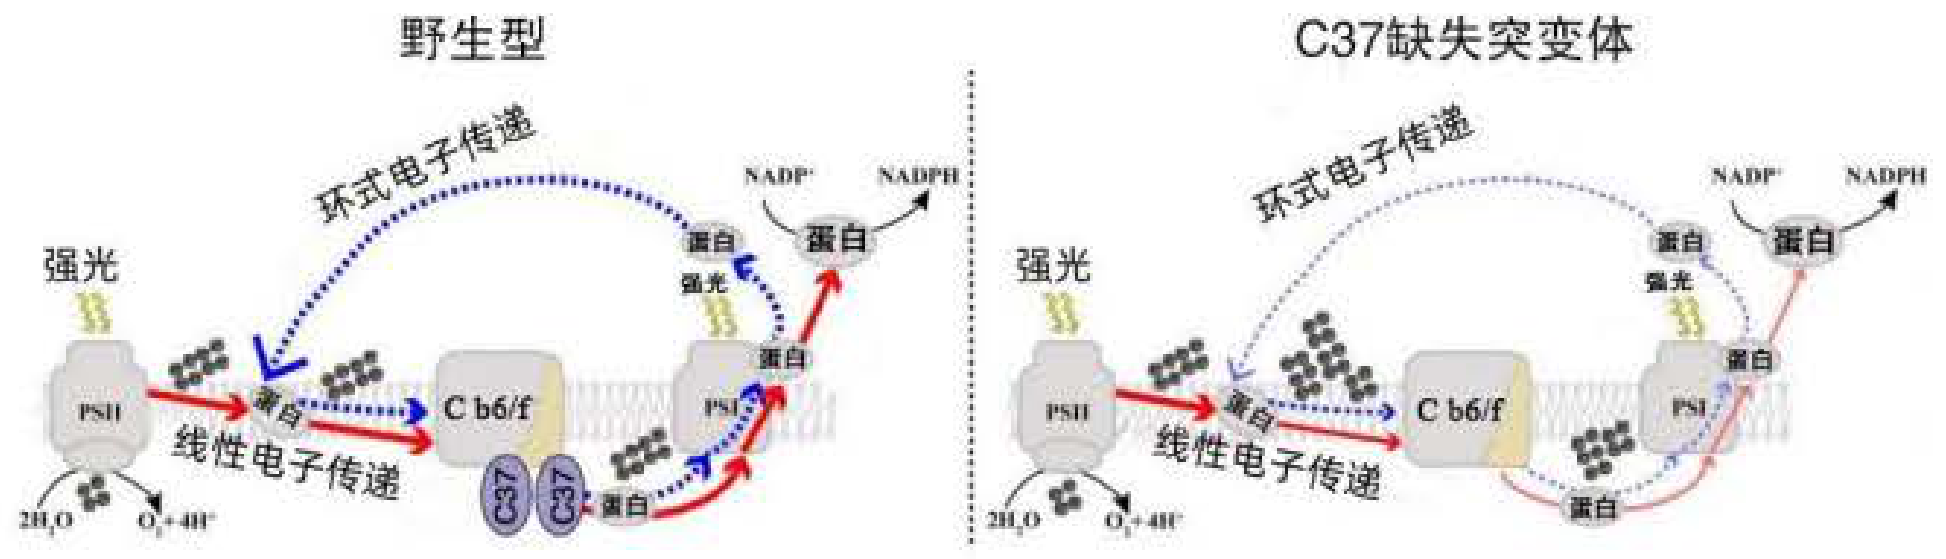 野生型
环式电子传递
NADP⁺
NADPH
蛋白
蛋白
强光
强光
蛋白
PSII
蛋白
C b6/f
PSI
线性电子传递
C37
C37
蛋白
2H₂O
O₂+4H⁺
C37缺失突变体
环式电子传递
NADP⁺
NADPH
蛋白
蛋白
强光
强光
蛋白
PSII
蛋白
C b6/f
PSI
线性电子传递
蛋白
2H₂O
O₂+4H⁺